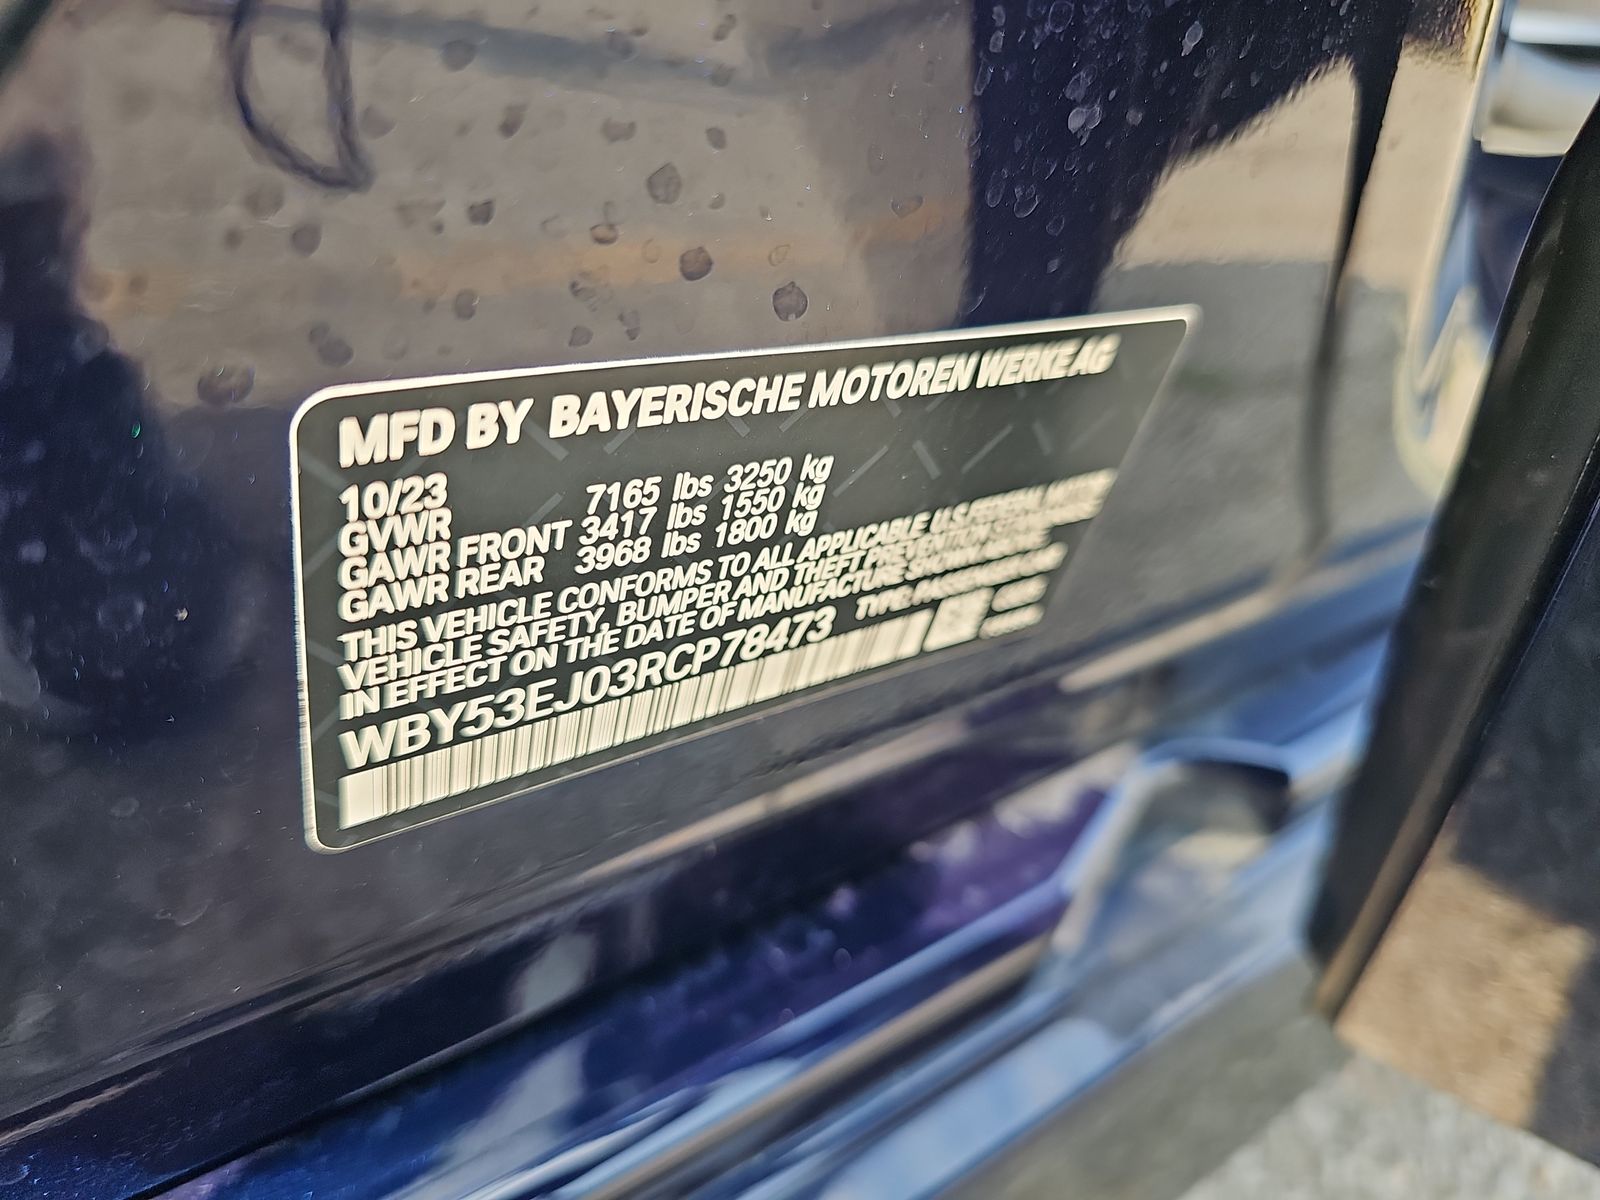 MFD BY BAYERISCHE MOTOREN WERKE AG
10/23
GVWR 7165 lbs 3250 kg
GAWR FRONT 3417 lbs 1550 kg
GAWR REAR 3968 lbs 1800 kg
THIS VEHICLE CONFORMS TO ALL APPLICABLE U.S. FEDERAL MOTOR
VEHICLE SAFETY, BUMPER AND THEFT PREVENTION STANDARDS
IN EFFECT ON THE DATE OF MANUFACTURE SHOWN ABOVE.
WBY53EJ03RCP78473 TYPE: PASSENGER CAR